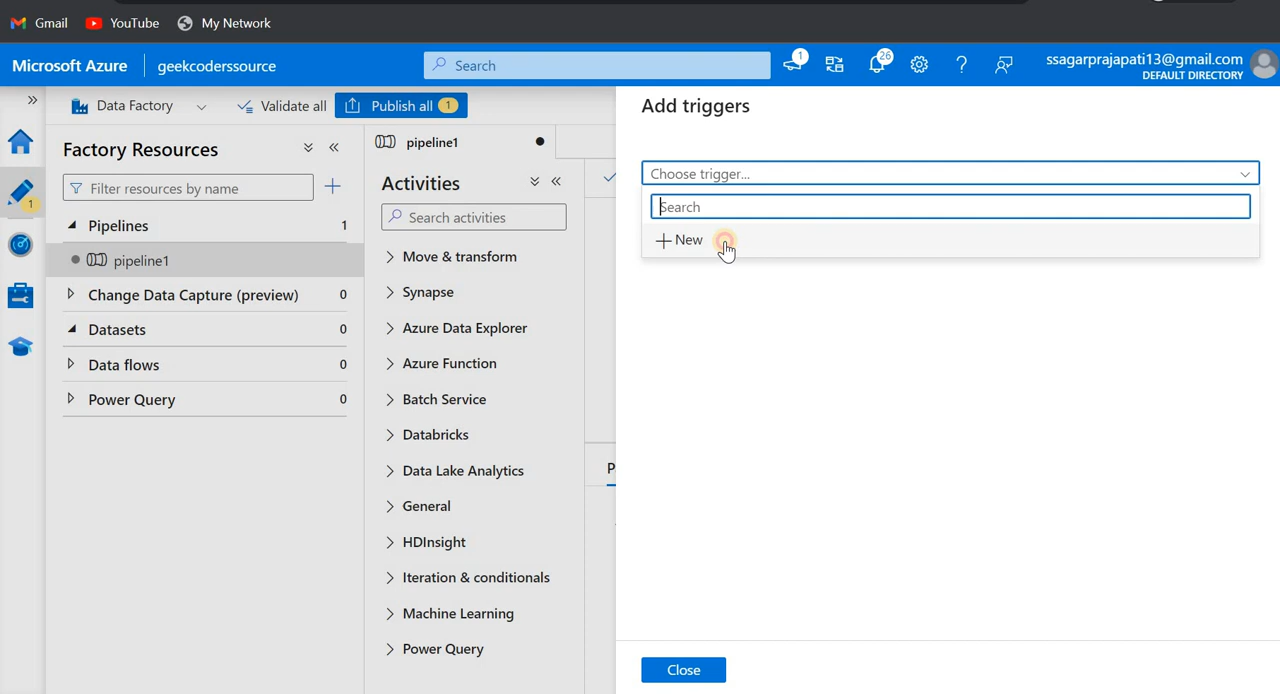 Gmail YouTube My Network
Microsoft Azure geekcoderssource Search 1 26 ssagarprajapati13@gmail.com
DEFAULT DIRECTORY
Data Factory Validate all Publish all 1
Add triggers
Factory Resources
Filter resources by name
Pipelines 1
pipeline1
Change Data Capture (preview) 0
Datasets 0
Data flows 0
Power Query 0
1
pipeline1
Activities
Search activities
Move & transform
Synapse
Azure Data Explorer
Azure Function
Batch Service
Databricks
Data Lake Analytics
General
HDInsight
Iteration & conditionals
Machine Learning
Power Query
P
Choose trigger...
Search
New
Close